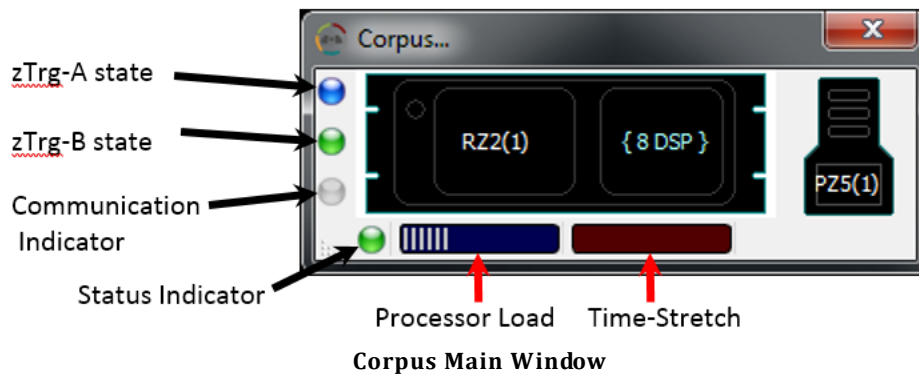 Corpus...
x
zTrg-A state
zTrg-B state
Communication
Indicator
Status Indicator
RZ2(1)
{ 8 DSP }
PZ5(1)
Processor Load
Time-Stretch
Corpus Main Window